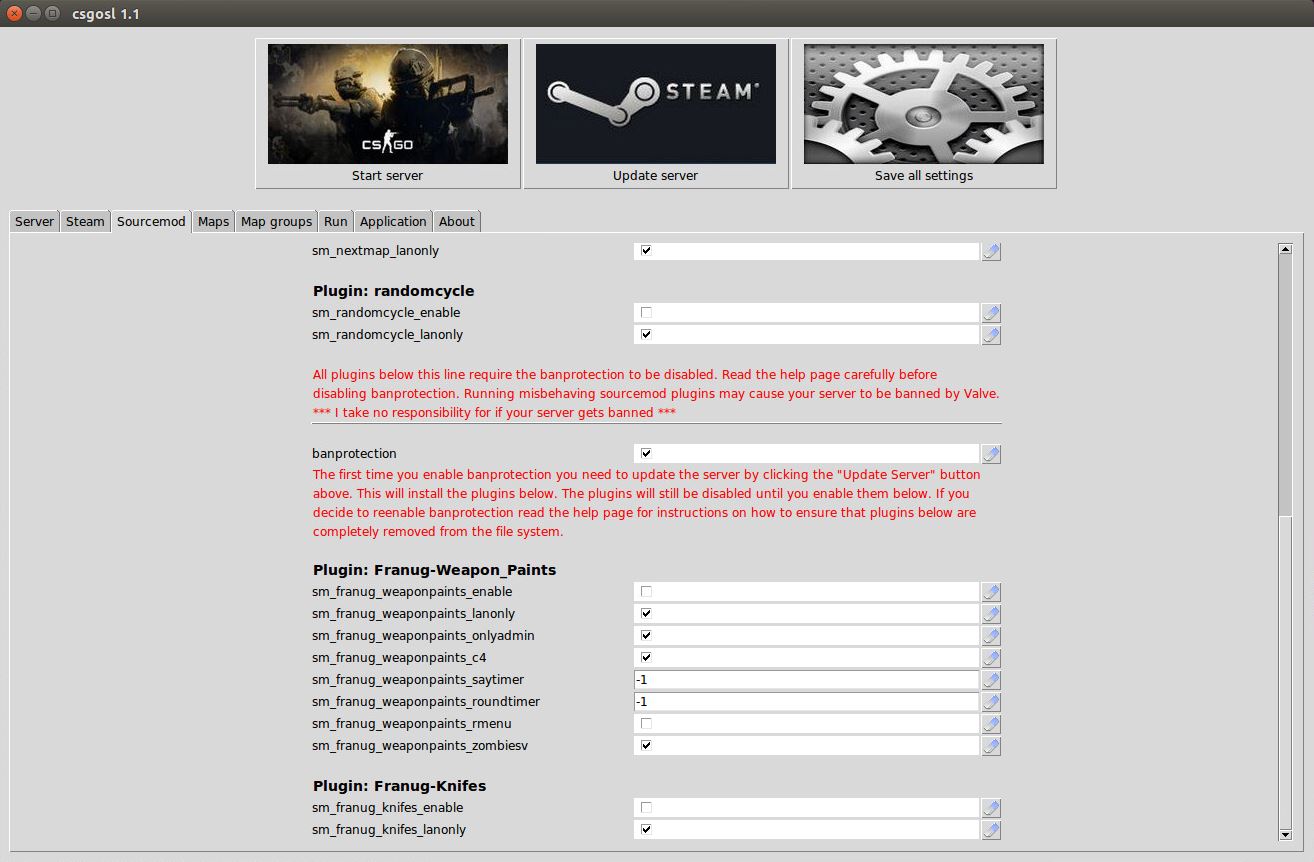 csgosl 1.1
CS GO
STEAM
Start server
Update server
Save all settings
Server
Steam
Sourcemod
Maps
Map groups
Run
Application
About
sm_nextmap_lanonly
Plugin: randomcycle
sm_randomcycle_enable
sm_randomcycle_lanonly
All plugins below this line require the banprotection to be disabled. Read the help page carefully before
disabling banprotection. Running misbehaving sourcemod plugins may cause your server to be banned by Valve.
*** I take no responsibility for if your server gets banned ***
banprotection
The first time you enable banprotection you need to update the server by clicking the "Update Server" button
above. This will install the plugins below. The plugins will still be disabled until you enable them below. If you
decide to reenable banprotection read the help page for instructions on how to ensure that plugins below are
completely removed from the file system.
Plugin: Franug-Weapon_Paints
sm_franug_weaponpaints_enable
sm_franug_weaponpaints_lanonly
sm_franug_weaponpaints_onlyadmin
sm_franug_weaponpaints_c4
sm_franug_weaponpaints_saytimer -1
sm_franug_weaponpaints_roundtimer -1
sm_franug_weaponpaints_rmenu
sm_franug_weaponpaints_zombiesv
Plugin: Franug-Knifes
sm_franug_knifes_enable
sm_franug_knifes_lanonly